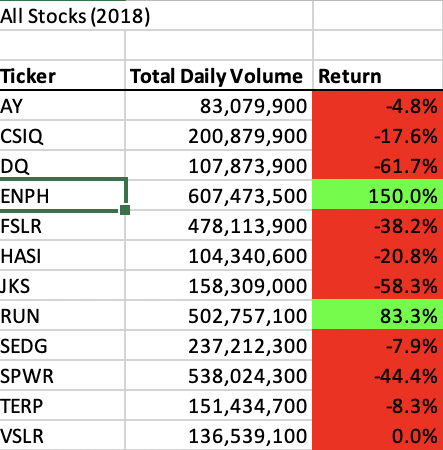 All Stocks (2018)
Ticker Total Daily Volume Return
AY 83,079,900 -4.8%
CSIQ 200,879,900 -17.6%
DQ 107,873,900 -61.7%
ENPH 607,473,500 150.0%
FSLR 478,113,900 -38.2%
HASI 104,340,600 -20.8%
JKS 158,309,000 -58.3%
RUN 502,757,100 83.3%
SEDG 237,212,300 -7.9%
SPWR 538,024,300 -44.4%
TERP 151,434,700 -8.3%
VSLR 136,539,100 0.0%